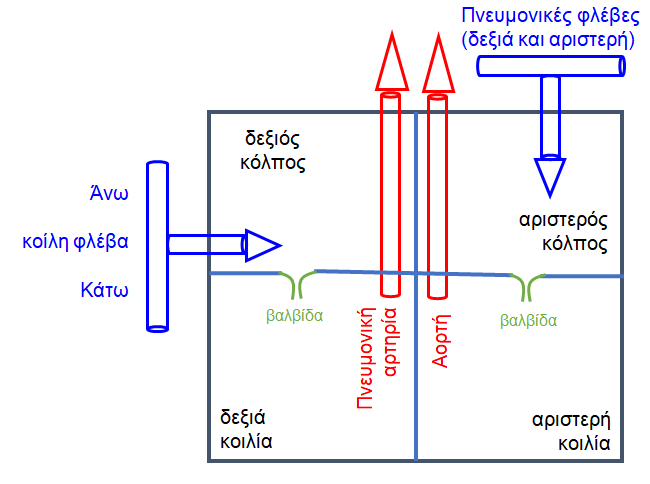 Πνευμονικές φλέβες
(δεξιά και αριστερή)
δεξιός
κόλπος
Άνω
κοίλη φλέβα
Κάτω
αριστερός
κόλπος
βαλβίδα
βαλβίδα
Πνευμονική
αρτηρία
Αορτή
δεξιά
κοιλία
αριστερή
κοιλία